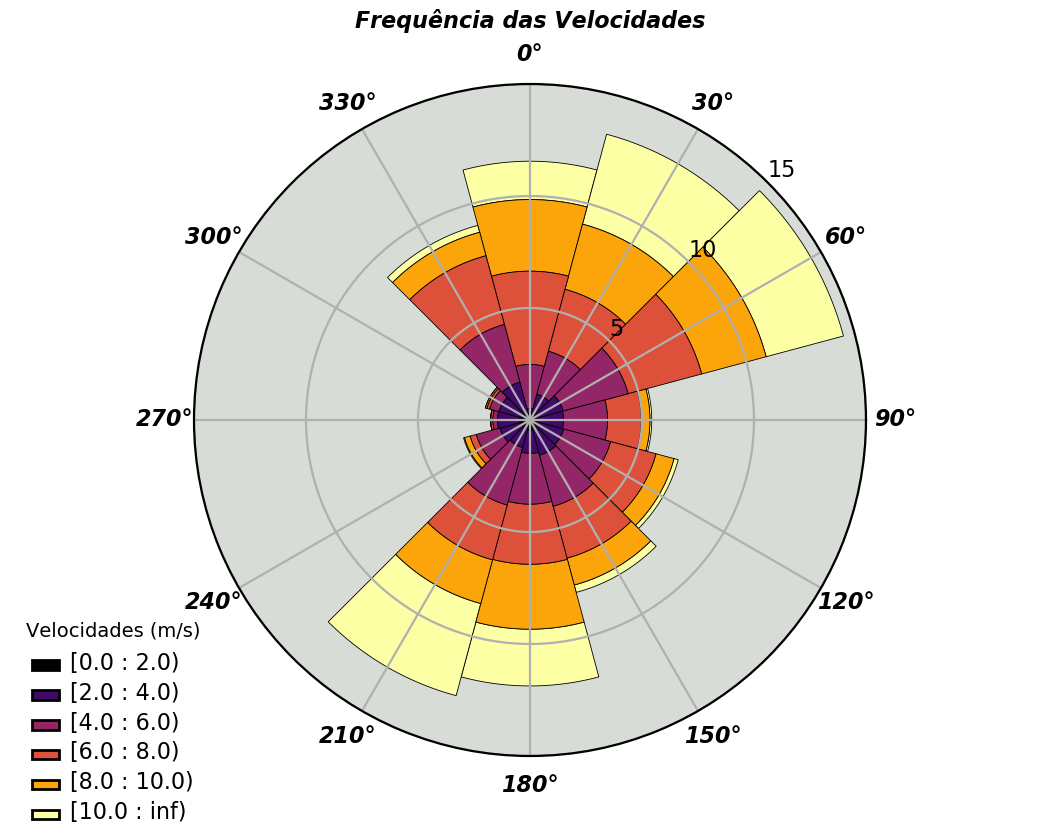 Frequência das Velocidades
0°
330°
30°
15
300°
60°
10
5
270°
90°
240°
120°
210°
150°
180°
Velocidades (m/s)
[0.0 : 2.0)
[2.0 : 4.0)
[4.0 : 6.0)
[6.0 : 8.0)
[8.0 : 10.0)
[10.0 : inf)